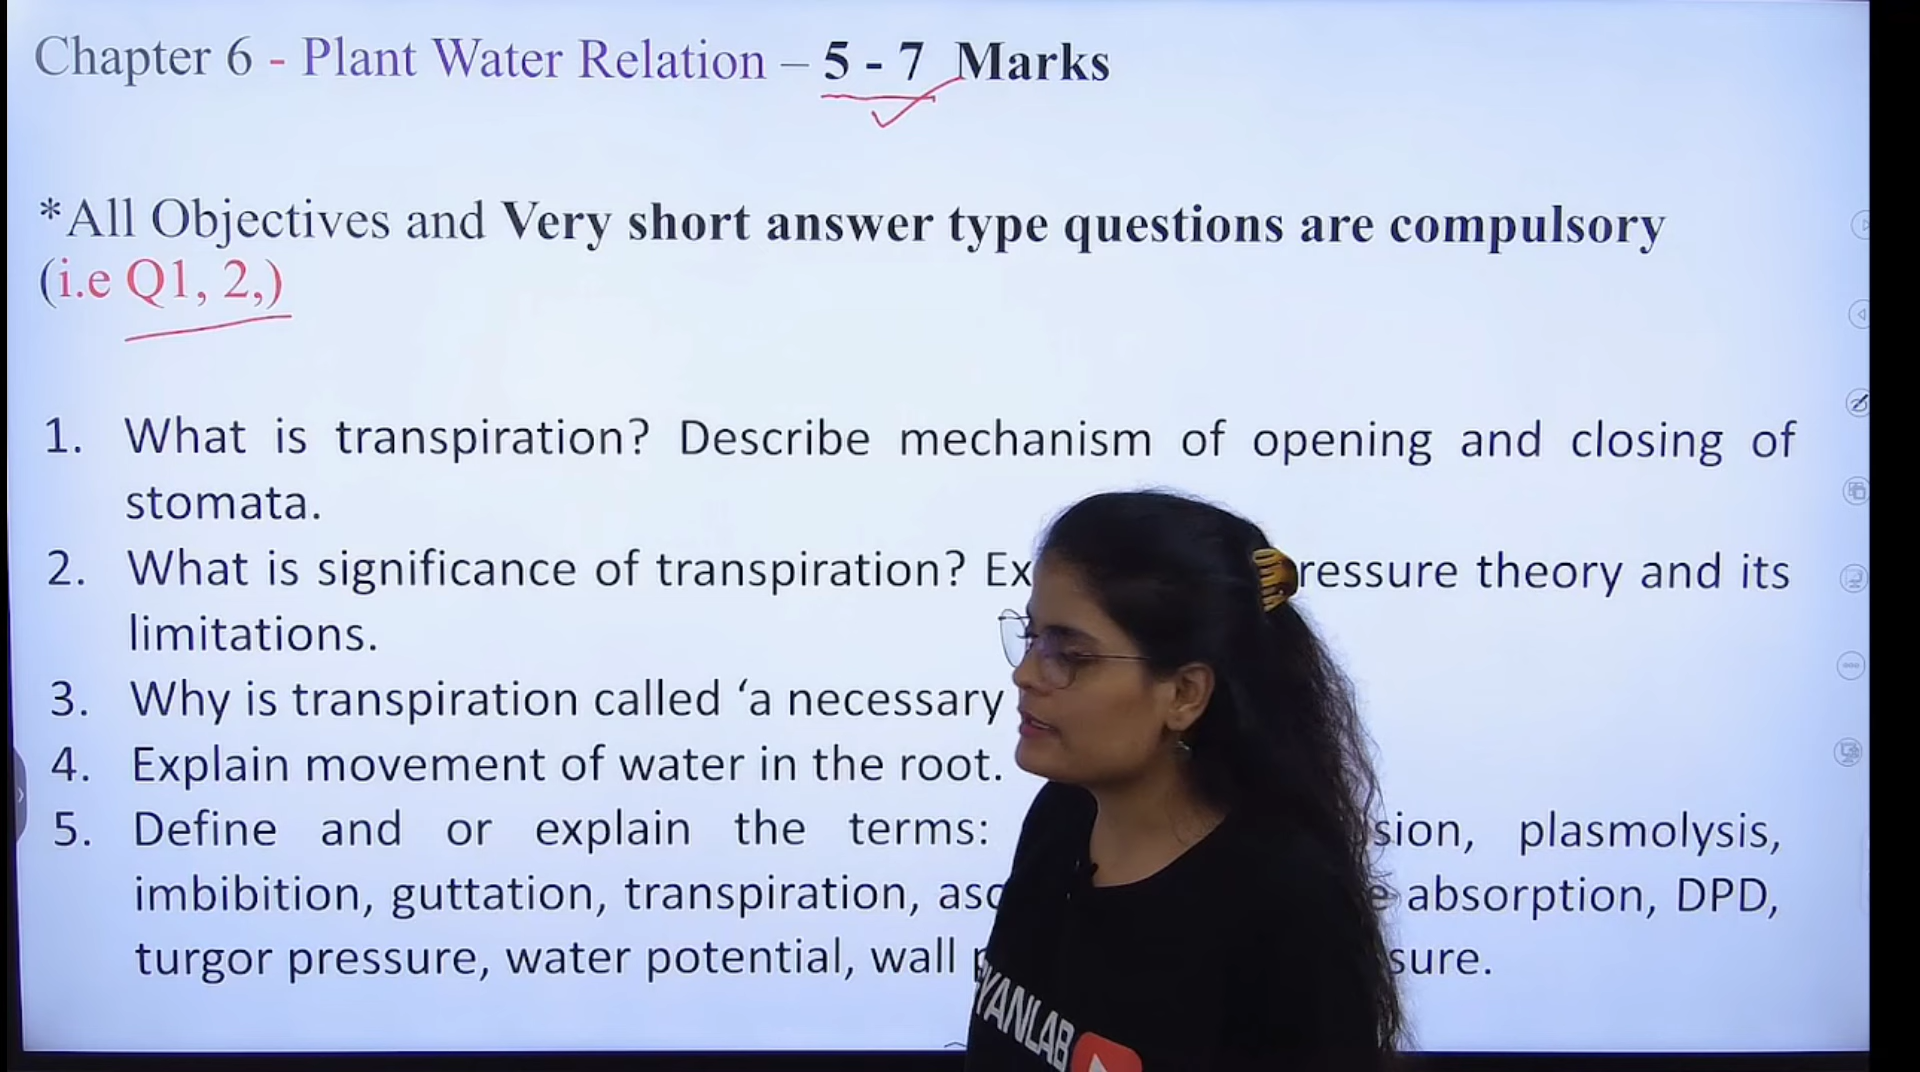 Chapter 6 - Plant Water Relation – 5 - 7 Marks
*All Objectives and Very short answer type questions are compulsory
(i.e Q1, 2,)
1. What is transpiration? Describe mechanism of opening and closing of
stomata.
2. What is significance of transpiration? Ex ressure theory and its
limitations.
3. Why is transpiration called ‘a necessary
4. Explain movement of water in the root.
5. Define and or explain the terms: sion, plasmolysis,
imbibition, guttation, transpiration, asc e absorption, DPD,
turgor pressure, water potential, wall sure.
YANLAB